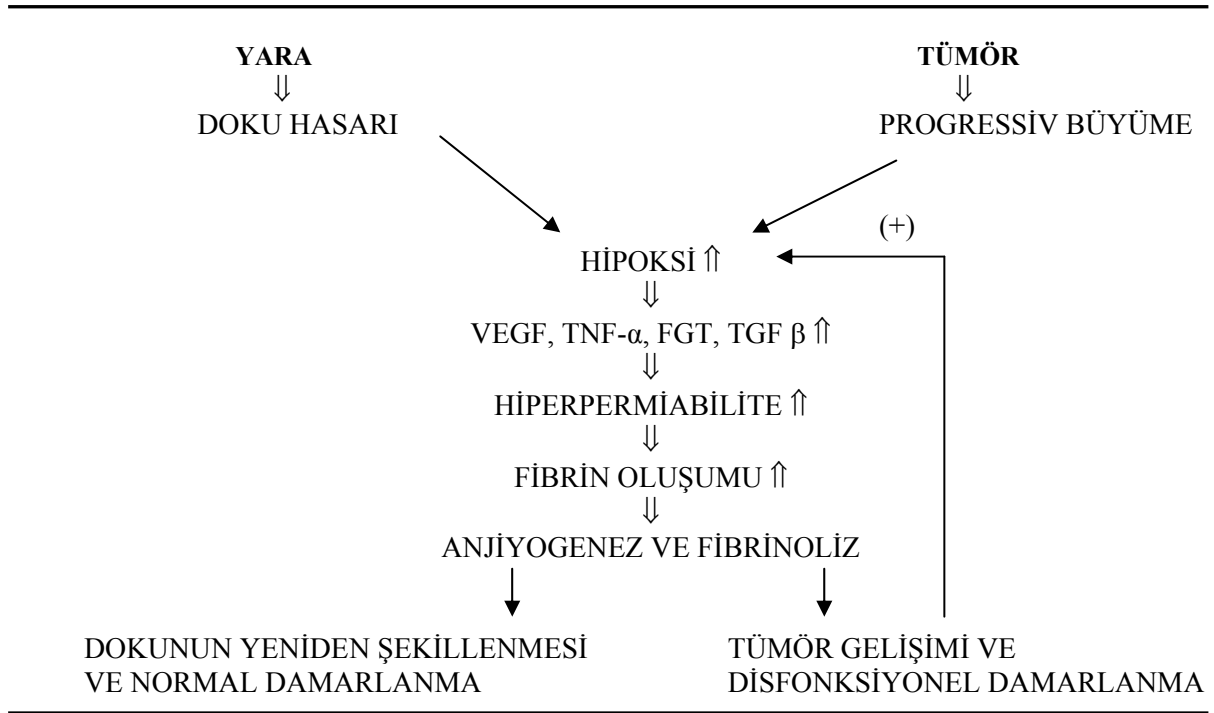 YARA
⇓
DOKU HASARI
TÜMÖR
⇓
PROGRESSİV BÜYÜME
(+)
HİPOKSİ ⇑
⇓
VEGF, TNF-α, FGT, TGF β ⇑
⇓
HİPERPERMİABİLİTE ⇑
⇓
FİBRİN OLUŞUMU ⇑
⇓
ANJİYOGENEZ VE FİBRİNOLİZ
DOKUNUN YENİDEN ŞEKİLLENMESİ
VE NORMAL DAMARLANMA
TÜMÖR GELİŞİMİ VE
DİSFONKSİYONEL DAMARLANMA